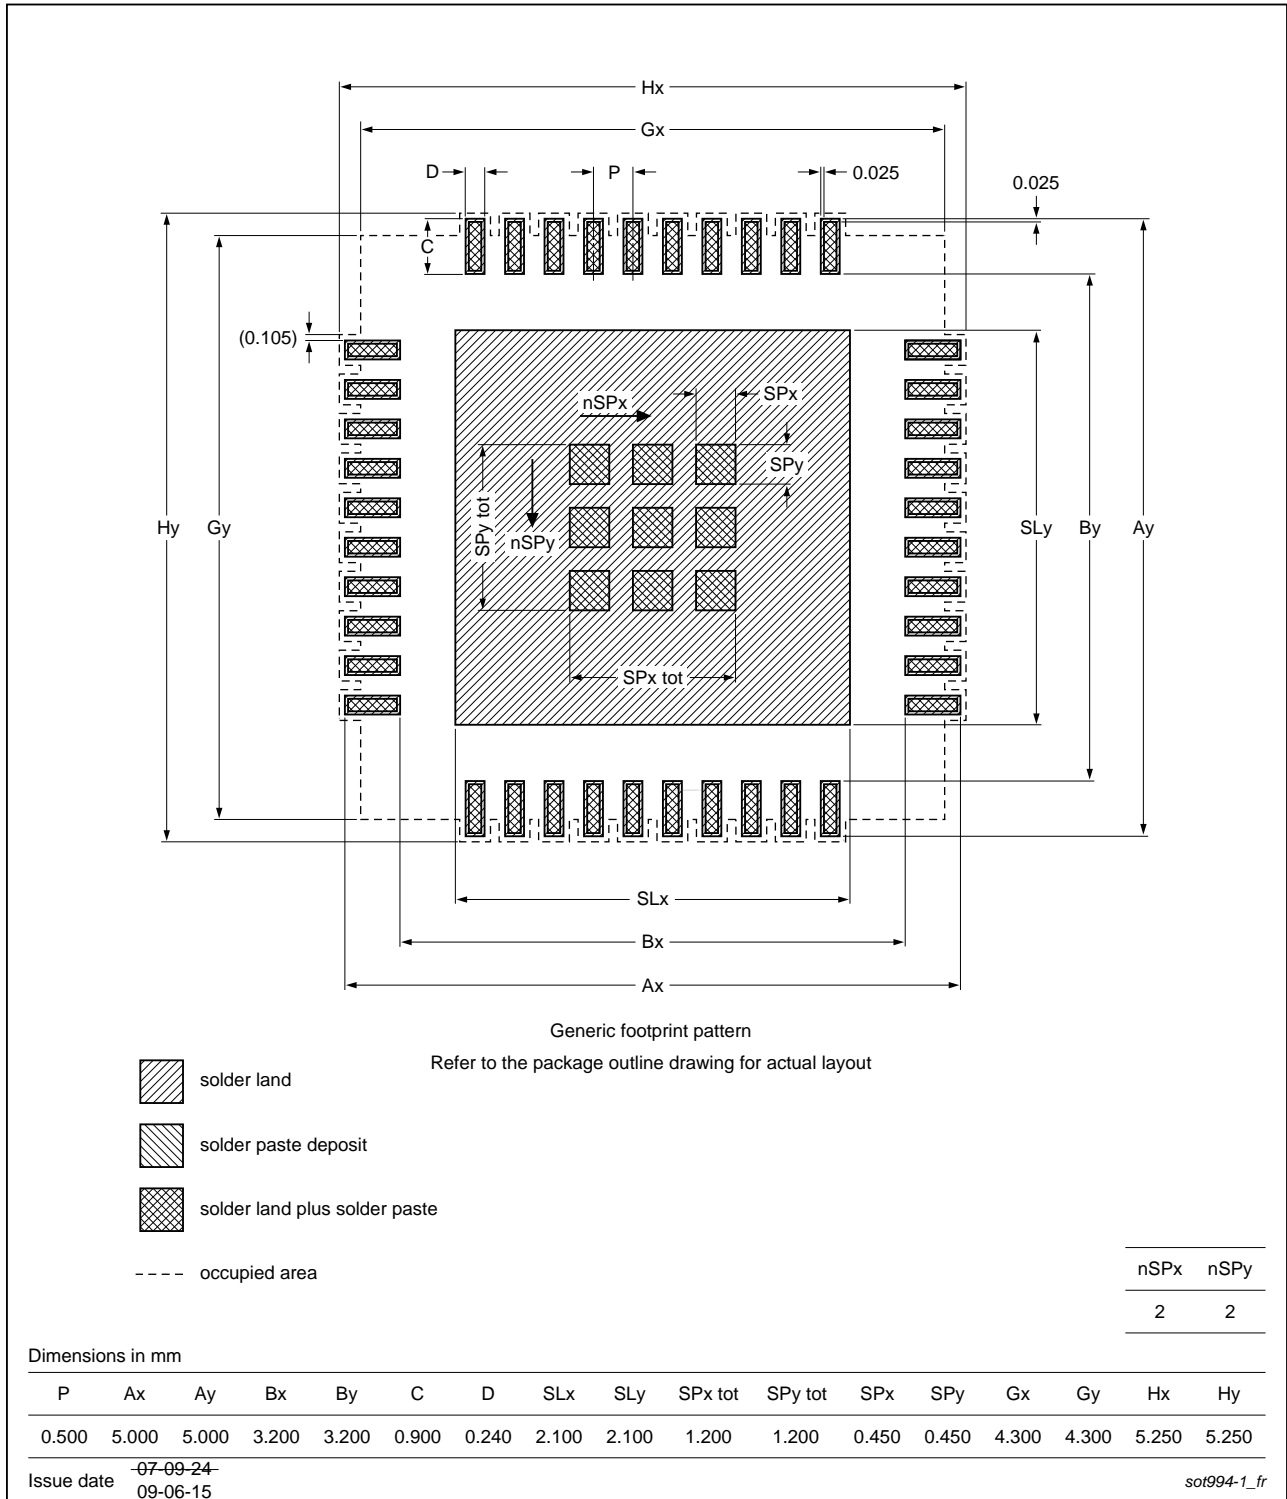 Hx
Gx
D
P
0.025
0.025
C
(0.105)
nSPx
SPx
SPy
SPy tot
nSPy
Hy
Gy
SLy
By
Ay
SPx tot
SLx
Bx
Ax
Generic footprint pattern
Refer to the package outline drawing for actual layout
solder land
solder paste deposit
solder land plus solder paste
occupied area
nSPx nSPy
2 2
Dimensions in mm
P Ax Ay Bx By C D SLx SLy SPx tot SPy tot SPx SPy Gx Gy Hx Hy
0.500 5.000 5.000 3.200 3.200 0.900 0.240 2.100 2.100 1.200 1.200 0.450 0.450 4.300 4.300 5.250 5.250
Issue date 07-09-24
09-06-15
sot994-1_fr